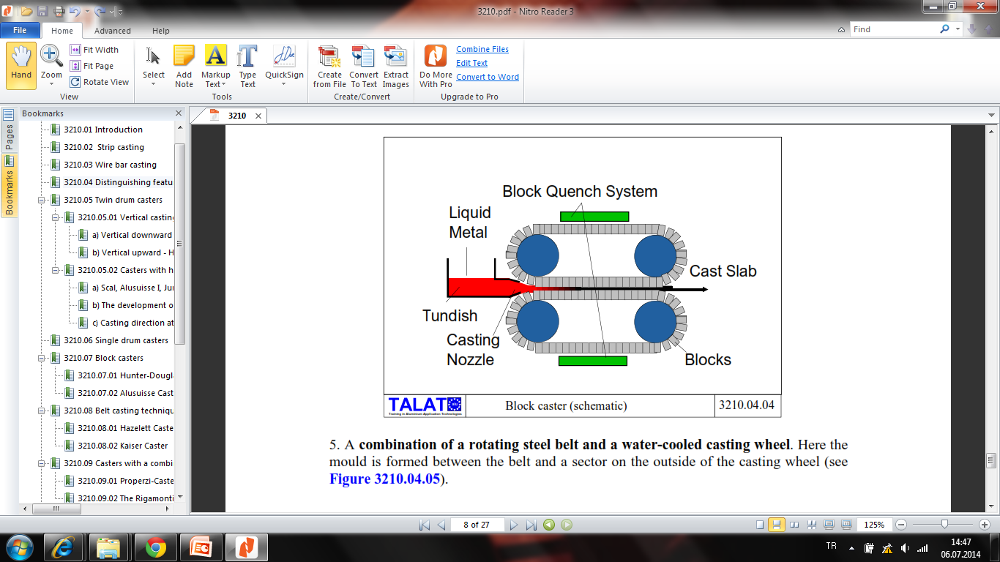 3210.pdf - Nitro Reader 3
File
Home
Advanced
Help
Find
Hand
Zoom
Fit Width
Fit Page
Rotate View
View
Select
Add Note
Markup Text
Type Text
QuickSign
Tools
Create from File
Convert To Text
Extract Images
Create/Convert
Do More With Pro
Combine Files
Edit Text
Convert to Word
Upgrade to Pro
Pages
Bookmarks
Bookmarks
3210.01 Introduction
3210.02 Strip casting
3210.03 Wire bar casting
3210.04 Distinguishing featu
3210.05 Twin drum casters
3210.05.01 Vertical casting
a) Vertical downward
b) Vertical upward - H
3210.05.02 Casters with h
a) Scal, Alusuisse I, Ju
b) The development o
c) Casting direction at
3210.06 Single drum casters
3210.07 Block casters
3210.07.01 Hunter-Dougl
3210.07.02 Alusuisse Cast
3210.08 Belt casting techniqu
3210.08.01 Hazelett Caste
3210.08.02 Kaiser Caster
3210.09 Casters with a combi
3210.09.01 Properzi-Caste
3210.09.02 The Rigamonti
3210
Block Quench System
Liquid
Metal
Cast Slab
Tundish
Casting
Nozzle
Blocks
TALAT
Training in Aluminium Application Technologies
Block caster (schematic)
3210.04.04
5. A combination of a rotating steel belt and a water-cooled casting wheel. Here the
mould is formed between the belt and a sector on the outside of the casting wheel (see
Figure 3210.04.05).
8 of 27
125%
TR
14:47
06.07.2014